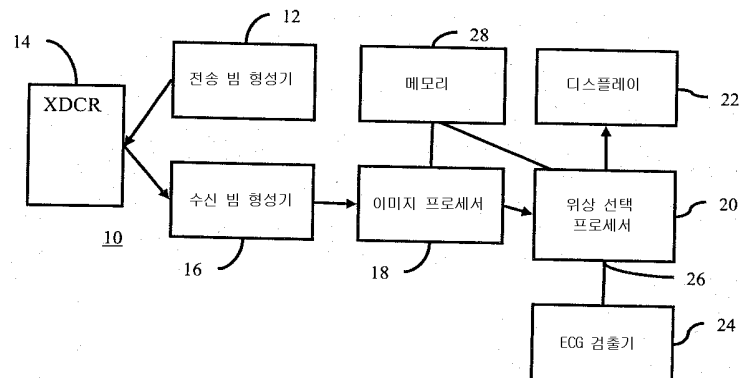 12
28
14
전송 빔 형성기
메모리
디스플레이
22
XDCR
수신 빔 형성기
이미지 프로세서
위상 선택
프로세서
20
10
16
18
26
ECG 검출기
24